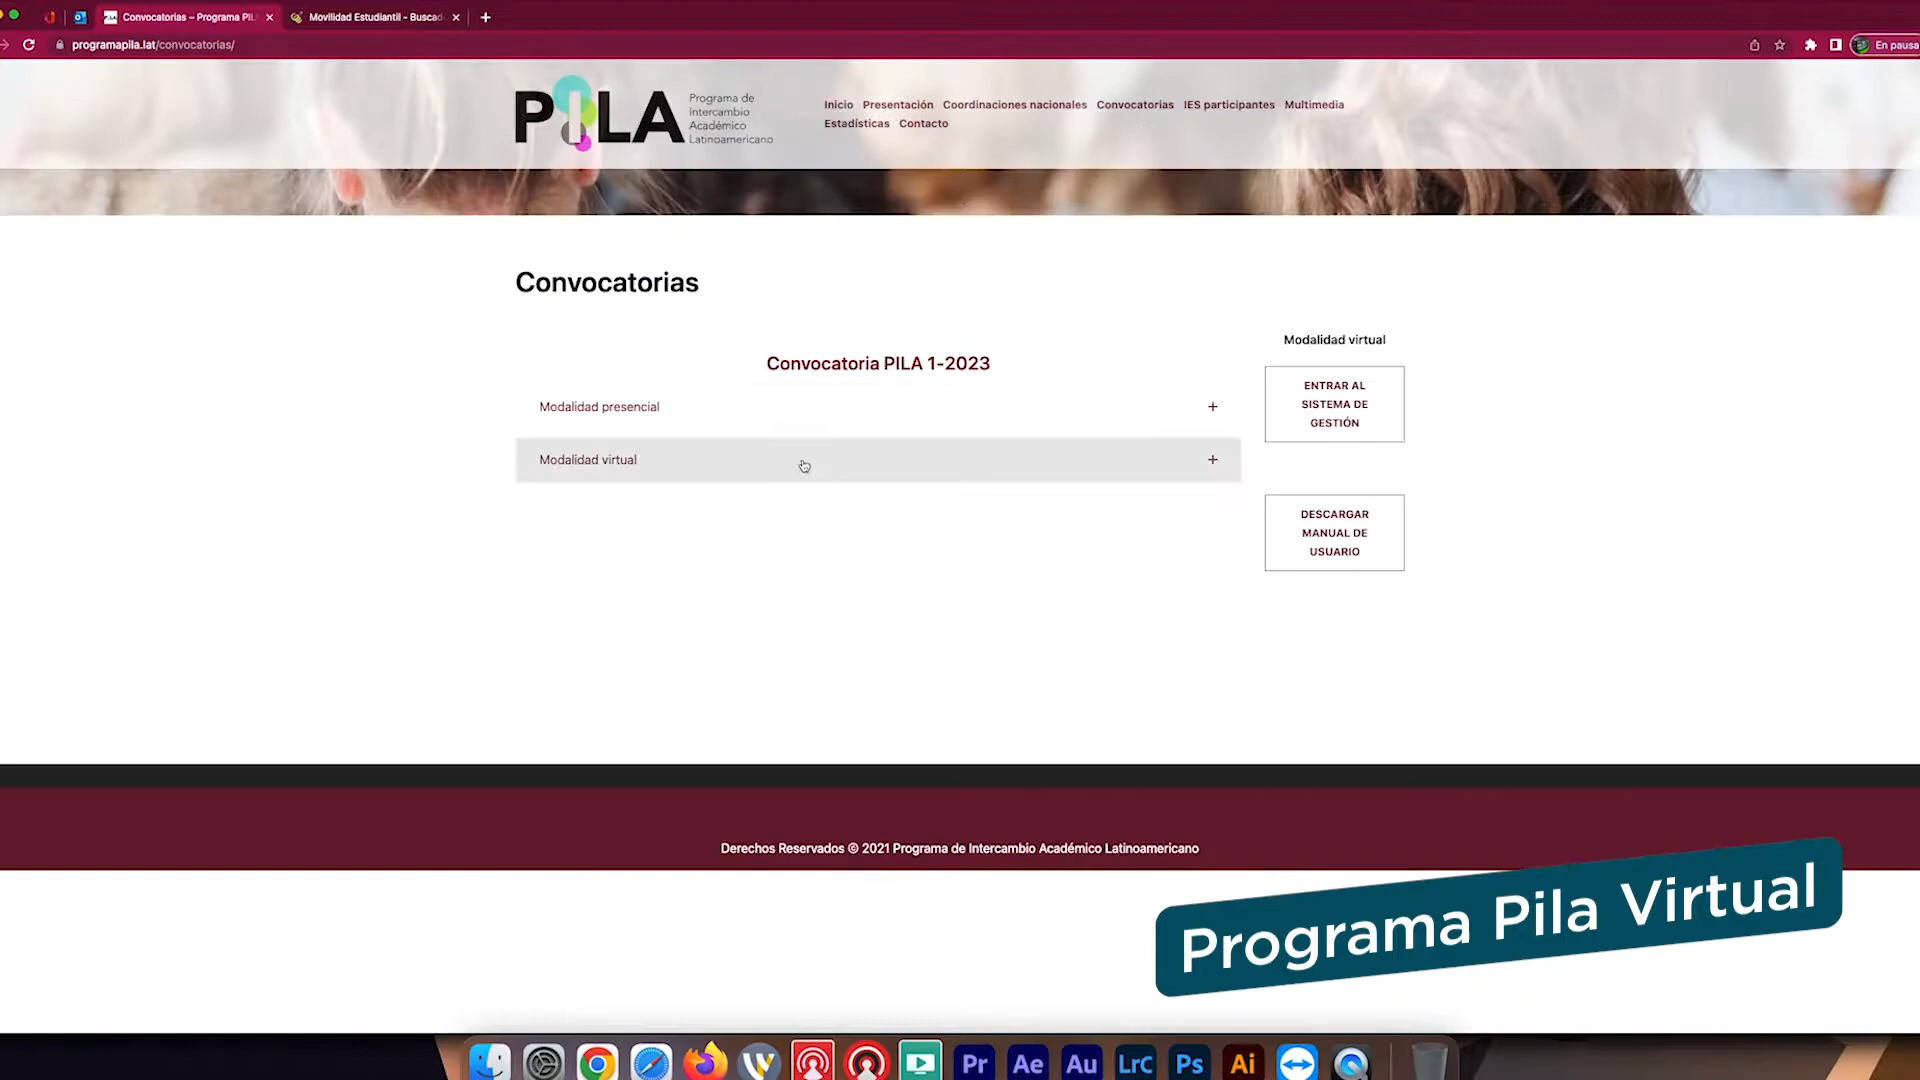 Convocatorias – Programa PIL
Movilidad Estudiantil - Buscad
programapila.lat/convocatorias/
En pausa
PILA
Programa de
Intercambio
Académico
Latinoamericano
Inicio Presentación Coordinaciones nacionales Convocatorias IES participantes Multimedia
Estadísticas Contacto
Convocatorias
Modalidad virtual
Convocatoria PILA 1-2023
ENTRAR AL
SISTEMA DE
GESTIÓN
Modalidad presencial +
Modalidad virtual +
DESCARGAR
MANUAL DE
USUARIO
Derechos Reservados © 2021 Programa de Intercambio Académico Latinoamericano
Programa Pila Virtual
Pr Ae Au LrC Ps Ai